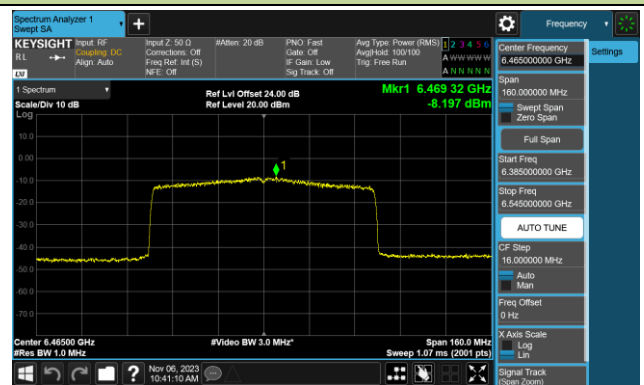 Spectrum Analyzer 1
Swept SA
Frequency
KEYSIGHT
RL
LXI
Input: RF
Coupling: DC
Align: Auto
Input Z: 50 Ω
Corrections: Off
Freq Ref: Int (S)
NFE: Off
#Atten: 20 dB
PNO: Fast
Gate: Off
IF Gain: Low
Sig Track: Off
Avg Type: Power (RMS)
Avg|Hold: 100/100
Trig: Free Run
1 2 3 4 5 6
A W W W W W
A N N N N N
Center Frequency
6.465000000 GHz
Settings
Span
160.000000 MHz
Swept Span
Zero Span
Full Span
Start Freq
6.385000000 GHz
Stop Freq
6.545000000 GHz
AUTO TUNE
CF Step
16.000000 MHz
Auto
Man
Freq Offset
0 Hz
X Axis Scale
Log
Lin
Signal Track
(Span Zoom)
1 Spectrum
Scale/Div 10 dB
Log
Ref Lvl Offset 24.00 dB
Ref Level 20.00 dBm
Mkr1 6.469 32 GHz
-8.197 dBm
1
10.0
0.00
-10.0
-20.0
-30.0
-40.0
-50.0
-60.0
-70.0
Center 6.46500 GHz
#Res BW 1.0 MHz
#Video BW 3.0 MHz*
Span 160.0 MHz
Sweep 1.07 ms (2001 pts)
?
Nov 06, 2023
10:41:10 AM